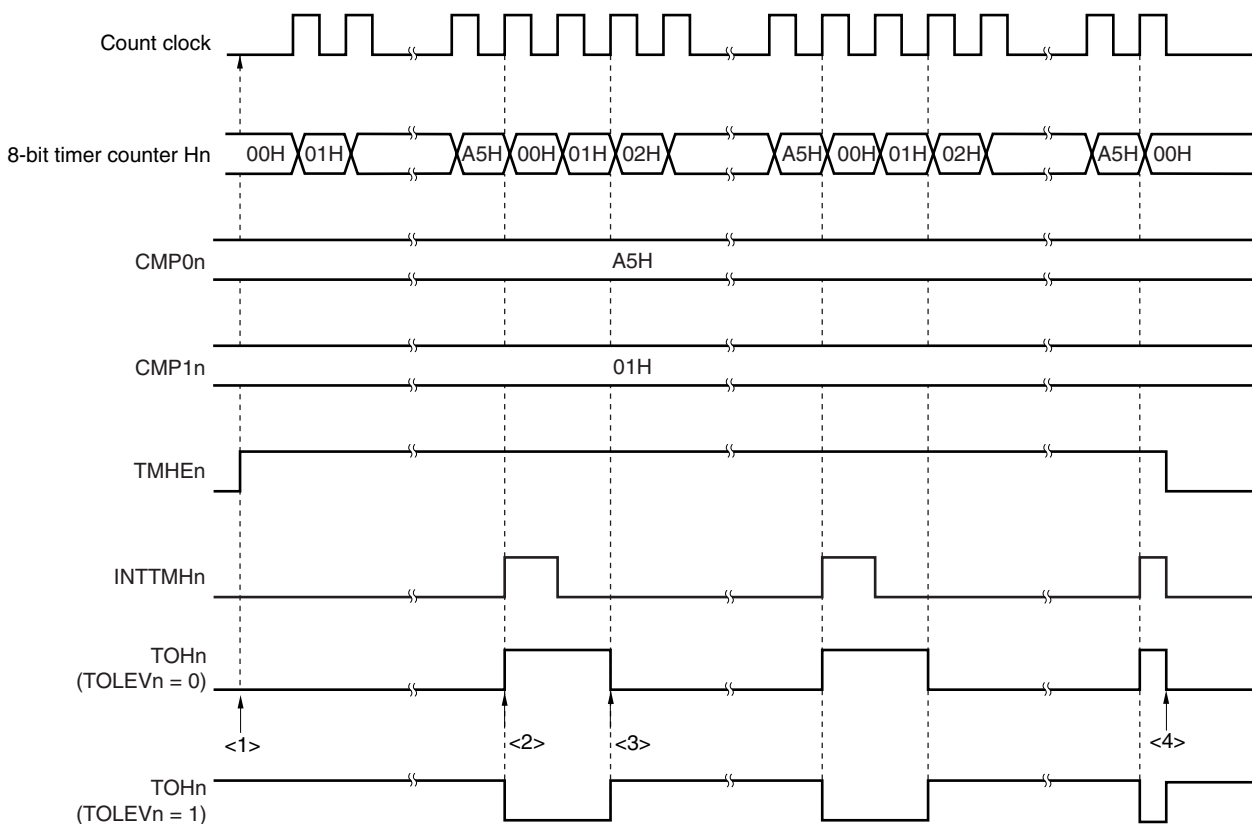 Count clock
8-bit timer counter Hn 00H 01H A5H 00H 01H 02H A5H 00H 01H 02H A5H 00H
CMP0n A5H
CMP1n 01H
TMHEn
INTTMHn
TOHn
(TOLEVn = 0)
<1> <2> <3> <4>
TOHn
(TOLEVn = 1)